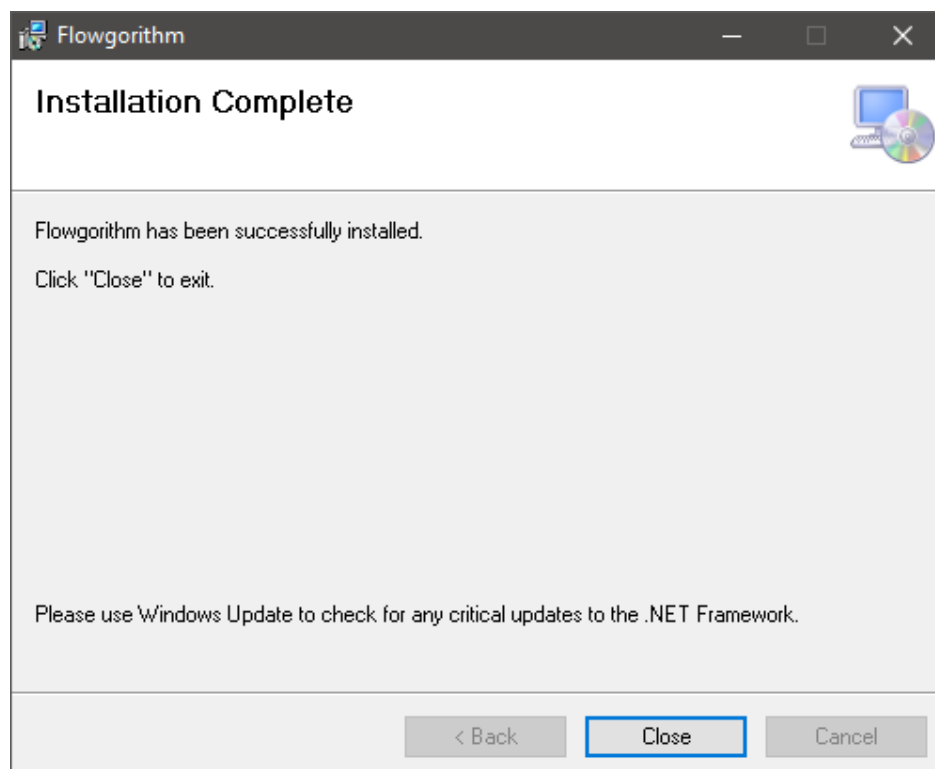 Flowgorithm
Installation Complete
Flowgorithm has been successfully installed.
Click "Close" to exit.
Please use Windows Update to check for any critical updates to the .NET Framework.
< Back
Close
Cancel